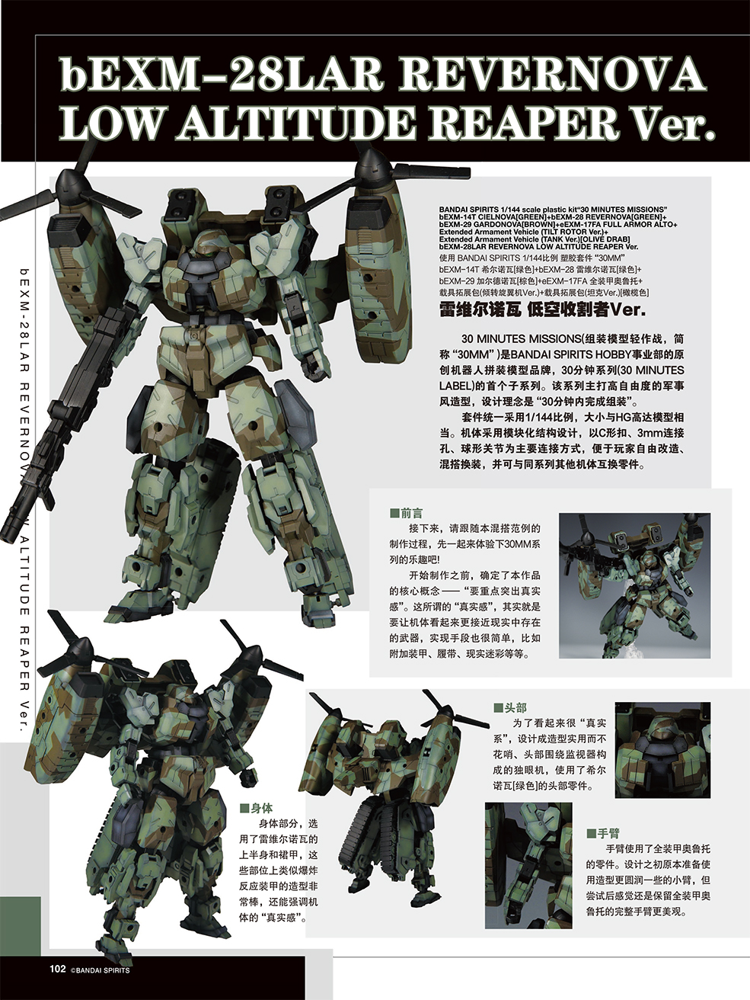 bEXM-28LAR REVERNOVA
LOW ALTITUDE REAPER Ver.
bEXM-28LAR REVERNOVA LOW ALTITUDE REAPER Ver.
BANDAI SPIRITS 1/144 scale plastic kit“30 MINUTES MISSIONS”
bEXM-14T CIELNOVA[GREEN]+bEXM-28 REVERNOVA[GREEN]+
bEXM-29 GARDONOVA[BROWN]+eEXM-17FA FULL ARMOR ALTO+
Extended Armament Vehicle (TILT ROTOR Ver.)+
Extended Armament Vehicle (TANK Ver.)[OLIVE DRAB]
bEXM-28LAR REVERNOVA LOW ALTITUDE REAPER Ver.
使用 BANDAI SPIRITS 1/144比例 塑胶套件 “30MM”
bEXM-14T 希尔诺瓦[绿色]+bEXM-28 雷维尔诺瓦[绿色]+
bEXM-29 加尔德诺瓦[棕色]+eEXM-17FA 全装甲奥鲁托+
载具拓展包(倾转旋翼机Ver.)+载具拓展包(坦克Ver.)[橄榄色]
雷维尔诺瓦 低空收割者Ver.
30 MINUTES MISSIONS(组装模型轻作战，简
称 “30MM” )是BANDAI SPIRITS HOBBY事业部的原
创机器人拼装模型品牌，30分钟系列(30 MINUTES
LABEL)的首个子系列。该系列主打高自由度的军事
风造型，设计理念是 “30分钟内完成组装”。
套件统一采用1/144比例，大小与HG高达模型相
当。机体采用模块化结构设计，以C形扣、3mm连接
孔、球形关节为主要连接方式，便于玩家自由改造、
混搭换装，并可与同系列其他机体互换零件。
■前言
接下来，请跟随本混搭范例的
制作过程，先一起来体验下30MM系
列的乐趣吧!
开始制作之前，确定了本作品
的核心概念 —— “要重点突出真实
感”。这所谓的 “真实感”，其实就是
要让机体看起来更接近现实中存在
的武器，实现手段也很简单，比如
附加装甲、履带、现实迷彩等等。
■头部
为了看起来很 “真实
系”，设计成造型实用而不
花哨、头部围绕监视器构
成的独眼机，使用了希尔
诺瓦[绿色]的头部零件。
■身体
身体部分，选
用了雷维尔诺瓦的
上半身和裙甲，这
些部位上类似爆炸
反应装甲的造型非
常棒，还能强调机
体的 “真实感”。
■手臂
手臂使用了全装甲奥鲁托
的零件。设计之初原本准备使
用造型更圆润一些的小臂，但
尝试后感觉还是保留全装甲奥
鲁托的完整手臂更美观。
102 ©BANDAI SPIRITS